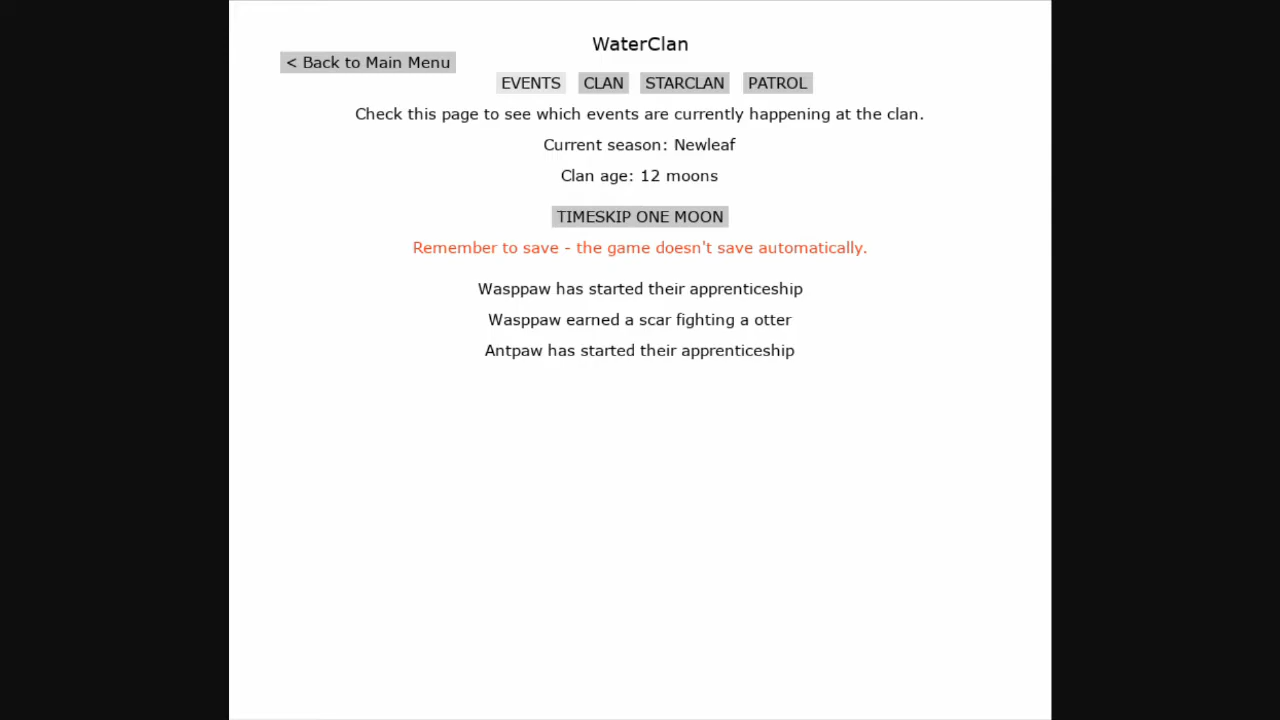 WaterClan
< Back to Main Menu
EVENTS CLAN STARCLAN PATROL
Check this page to see which events are currently happening at the clan.
Current season: Newleaf
Clan age: 12 moons
TIMESKIP ONE MOON
Remember to save - the game doesn't save automatically.
Wasppaw has started their apprenticeship
Wasppaw earned a scar fighting a otter
Antpaw has started their apprenticeship